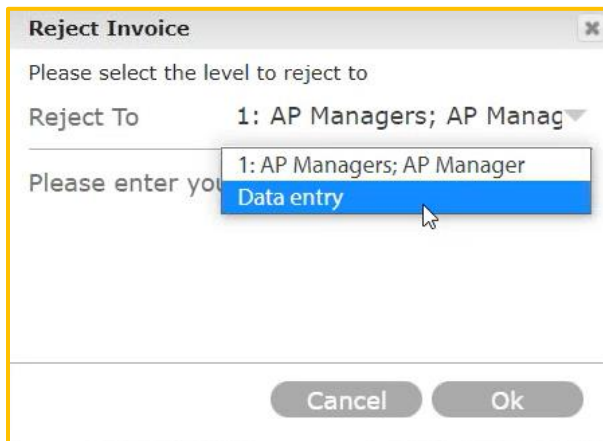 Reject Invoice
Please select the level to reject to
Reject To 1: AP Managers; AP Manag
1: AP Managers; AP Manager
Please enter you
Data entry
Cancel Ok